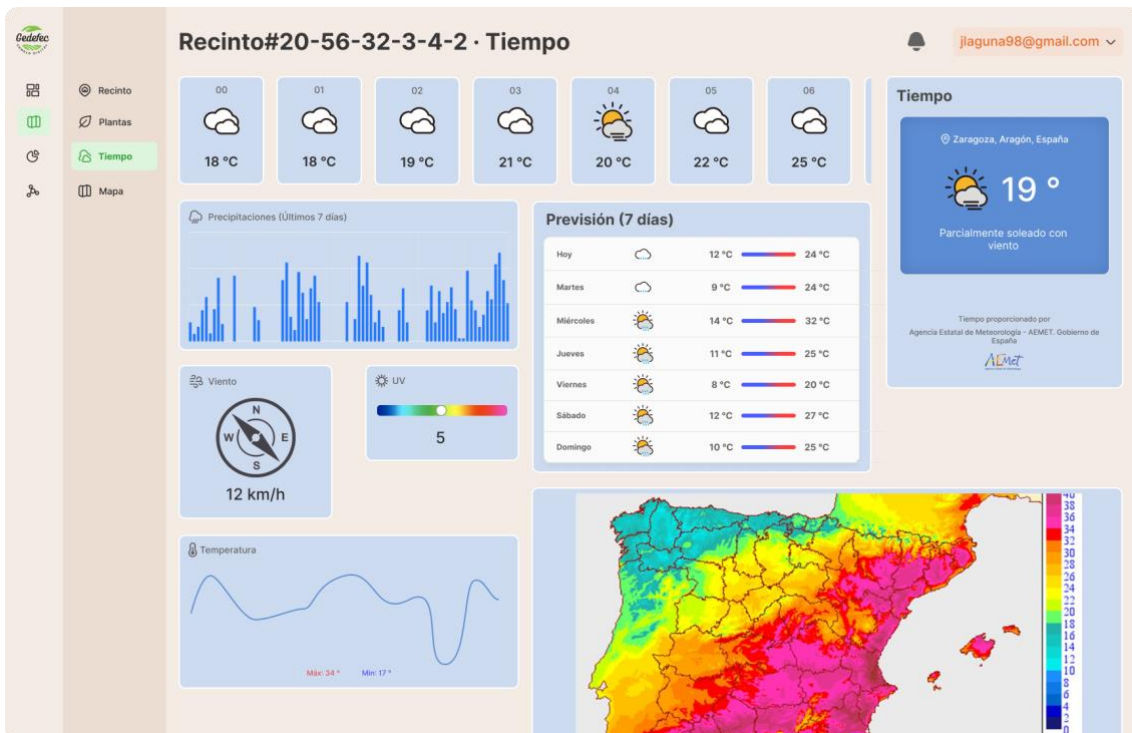 Gedefec
Recinto#20-56-32-3-4-2 · Tiempo
jlaguna98@gmail.com
Recinto
Plantas
Tiempo
Mapa
00
01
02
03
04
05
06
18 °C
18 °C
19 °C
21 °C
20 °C
22 °C
25 °C
Tiempo
Zaragoza, Aragón, España
19 °
Parcialmente soleado con
viento
Tiempo proporcionado por
Agencia Estatal de Meteorología - AEMET. Gobierno de
España
AEMet
Precipitaciones (Últimos 7 días)
Previsión (7 días)
Hoy 12 °C 24 °C
Martes 9 °C 24 °C
Miércoles 14 °C 32 °C
Jueves 11 °C 25 °C
Viernes 8 °C 20 °C
Sábado 12 °C 27 °C
Domingo 10 °C 25 °C
Viento
N
W E
S
12 km/h
UV
5
Temperatura
Máx: 34 ° Min: 17 °
40
38
36
34
32
30
28
26
24
22
20
18
16
14
12
10
8
6
4
2
0